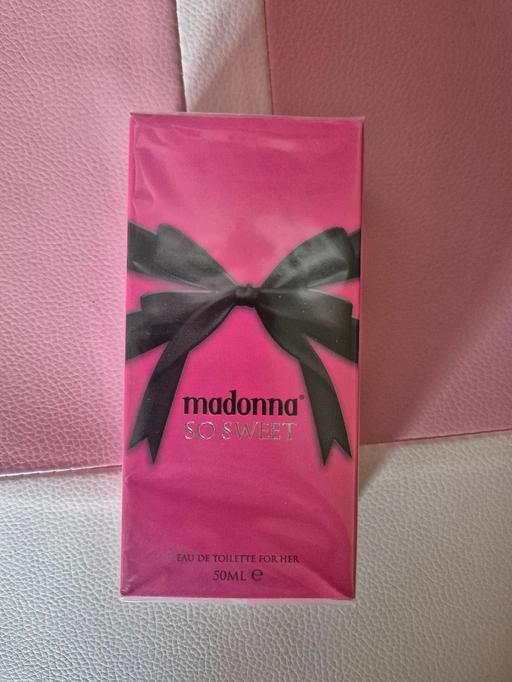 madonna®
SO SWEET
EAU DE TOILETTE FOR HER
50ML ℮